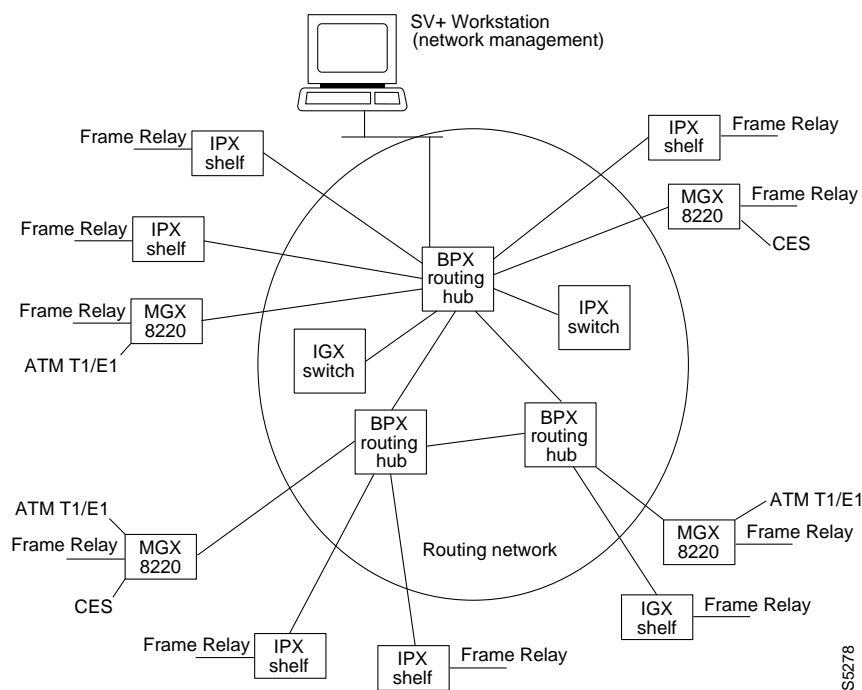 SV+ Workstation
(network management)
Frame Relay
IPX
shelf
IPX
shelf
Frame Relay
MGX
8220
Frame Relay
CES
Frame Relay
IPX
shelf
BPX
routing
hub
IPX
switch
Frame Relay
MGX
8220
ATM T1/E1
IGX
switch
BPX
routing
hub
BPX
routing
hub
ATM T1/E1
Frame Relay
CES
MGX
8220
Routing network
MGX
8220
ATM T1/E1
Frame Relay
IGX
shelf
Frame Relay
Frame Relay
IPX
shelf
IPX
shelf
Frame Relay
S5278